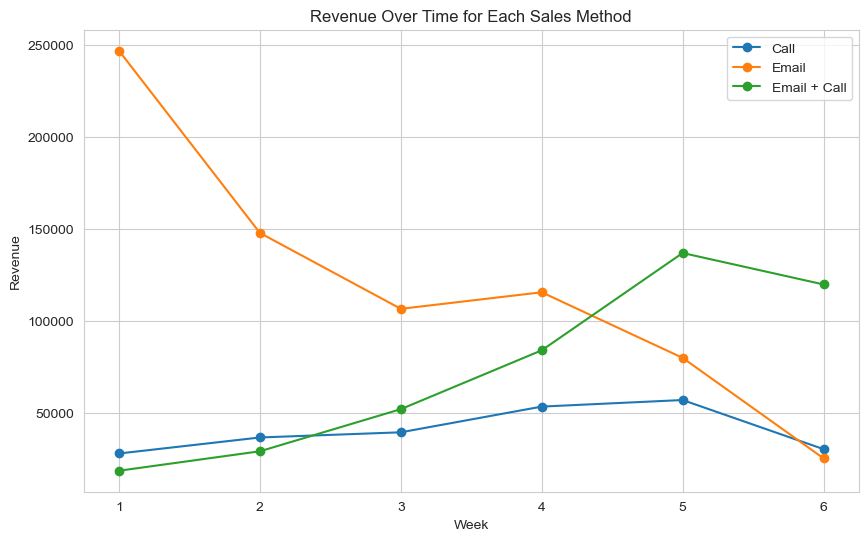 Revenue Over Time for Each Sales Method
Call
Email
Email + Call
Revenue
250000
200000
150000
100000
50000
1 2 3 4 5 6
Week